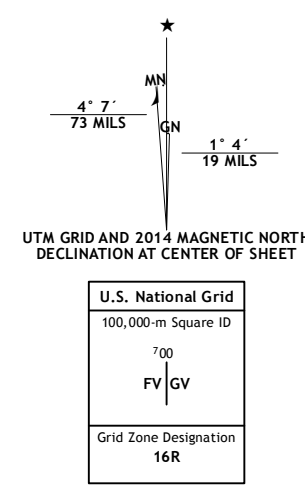 ★
MN
4° 7´
73 MILS
GN
1° 4´
19 MILS
UTM GRID AND 2014 MAGNETIC NORTH
DECLINATION AT CENTER OF SHEET
U.S. National Grid
100,000-m Square ID
⁷00
FV GV
Grid Zone Designation
16R